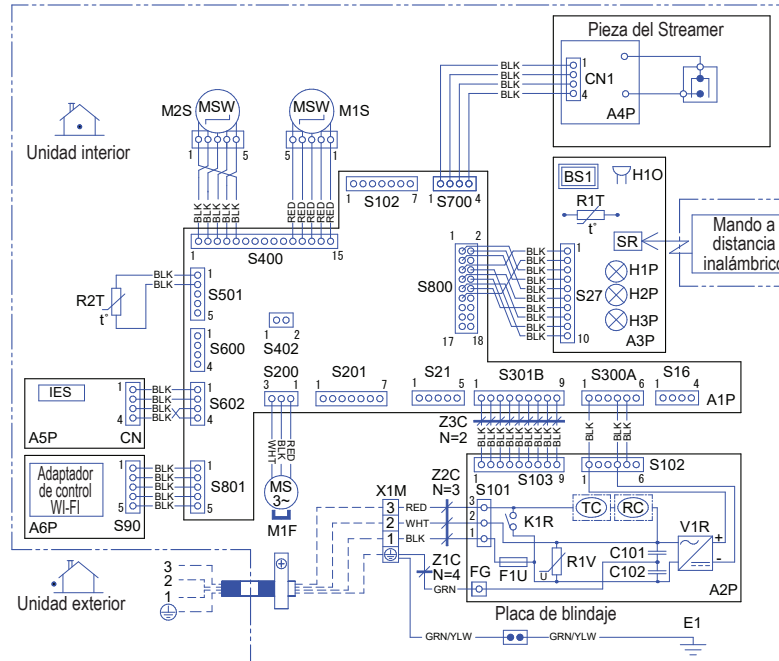 Pieza del Streamer
BLK
BLK
BLK
BLK
1
4
CN1
A4P
M2S
MSW
MSW
M1S
1
5
5
1
Unidad interior
BLK
BLK
BLK
BLK
BLK
RED
RED
RED
RED
RED
S102
7
1
4
S700
BS1
H1O
R1T
t°
SR
Mando a
distancia
inalámbrico
H1P
H2P
H3P
A3P
1
15
S400
1
2
S800
17
18
BLK
BLK
BLK
BLK
BLK
BLK
BLK
BLK
1
S27
10
R2T
t°
BLK
BLK
1
S501
5
1
2
S402
1
S600
4
S200
3
1
S201
1
7
S21
1
5
S301B
1
9
S300A
1
6
S16
1
4
A1P
IES
A5P
CN
1
4
BLK
BLK
BLK
BLK
1
S602
4
Adaptador
de control
WI-FI
A6P
S90
1
5
BLK
BLK
BLK
BLK
BLK
1
S801
5
WHT
BLK
RED
MS
3~
M1F
Z3C
N=2
BLK
BLK
BLK
BLK
BLK
BLK
BLK
BLK
BLK
BLK
1
S103
9
S102
1
6
X1M
3
2
1
RED
WHT
BLK
Z2C
N=3
S101
3
2
1
K1R
TC
RC
V1R
+
-
F1U
R1V
U
C101
C102
A2P
Z1C
N=4
FG
GRN
3
2
1
Unidad exterior
Placa de blindaje
GRN/YLW
GRN/YLW
E1